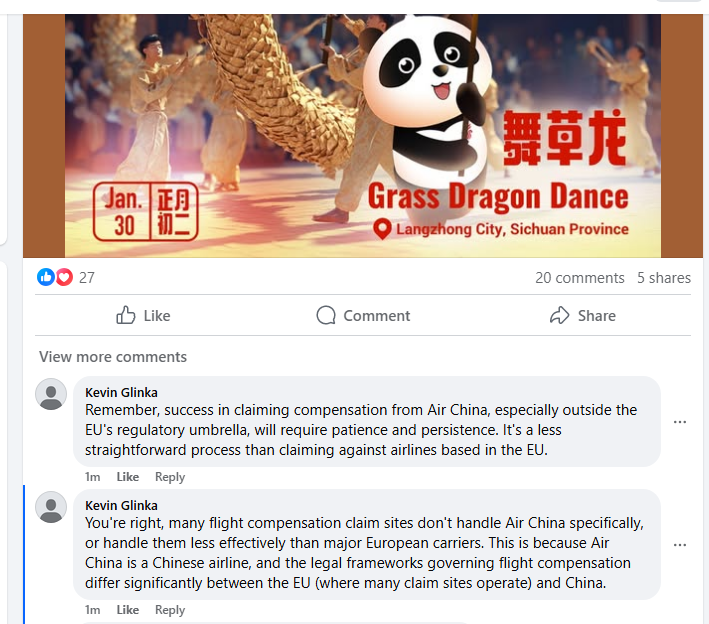 舞草龙
Jan.
30
正月
初二
Grass Dragon Dance
Langzhong City, Sichuan Province
27
20 comments 5 shares
Like Comment Share
View more comments
Kevin Glinka
Remember, success in claiming compensation from Air China, especially outside the
EU's regulatory umbrella, will require patience and persistence. It's a less
straightforward process than claiming against airlines based in the EU.
1m Like Reply
Kevin Glinka
You're right, many flight compensation claim sites don't handle Air China specifically,
or handle them less effectively than major European carriers. This is because Air
China is a Chinese airline, and the legal frameworks governing flight compensation
differ significantly between the EU (where many claim sites operate) and China.
1m Like Reply